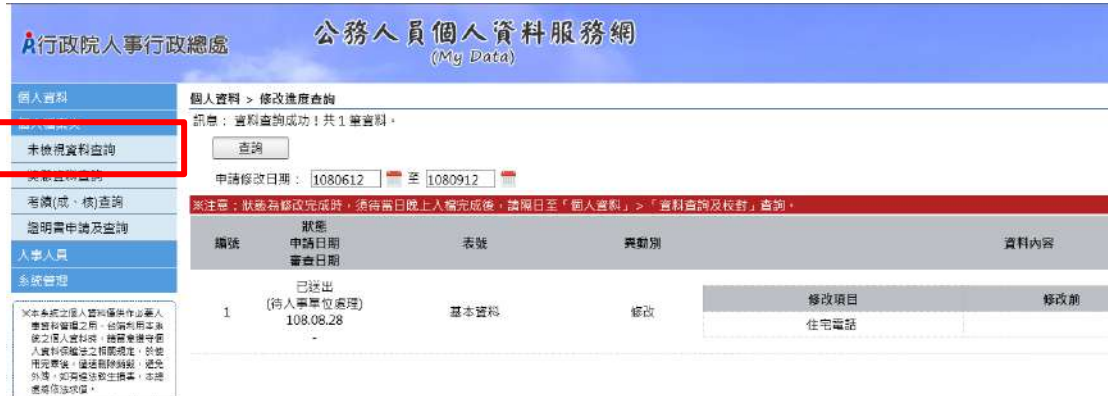 行政院人事行政總處
公務人員個人資料服務網
(My Data)
個人資料
未檢視資料查詢
考績(成、核)查詢
證明書申請及查詢
人事人員
系統管理
個人資料 > 修改進度查詢
訊息： 資料查詢成功！共 1 筆資料。
查詢
申請修改日期： 1080612 至 1080912
※注意：狀態為修改完成時，須待當日晚上入檔完成後，請隔日至「個人資料」>「資料查詢及校對」查詢。
編號 狀態 申請日期 審查日期 表號 異動別 資料內容
1 已送出 (待人事單位處理) 108.08.28 - 基本資料 修改
修改項目 修改前
住宅電話